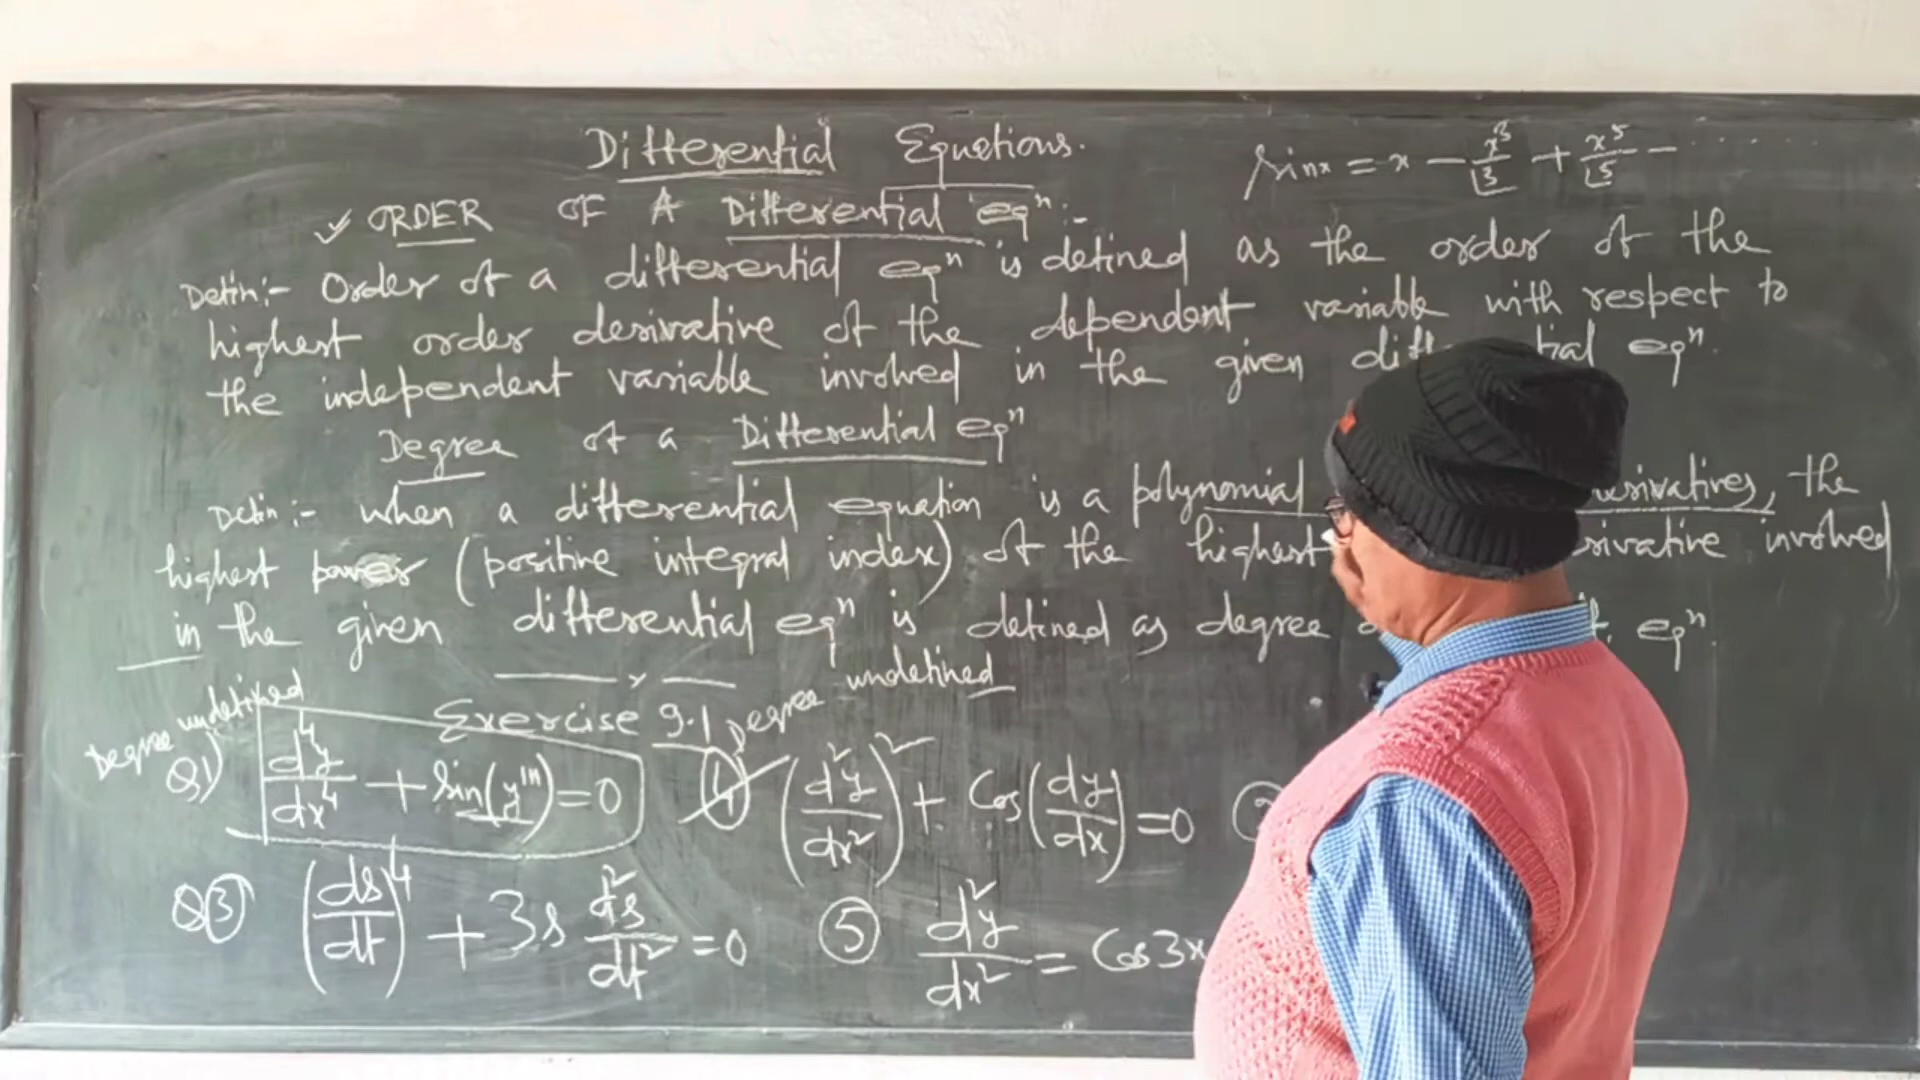 Differential Equations.
sinx = x - x³/⌊3 + x⁵/⌊5 - ......
✓ ORDER OF A Differential eqⁿ:-
Defin:- Order of a differential eqⁿ is defined as the order of the
highest order derivative of the dependent variable with respect to
the independent variable involved in the given eqⁿ.
Degree of a Differential eqⁿ
Defin:- when a differential equation is a polynomial derivatives, the
highest power (positive integral index) of the highest involved
in the given differential eqⁿ is defined as degree eqⁿ.
Degree undefined
Exercise 9.1
Degree undefined
Q1) d⁴y/dx⁴ + sin(y''') = 0
④ (d²y/dx²)² + Cos(dy/dx) = 0
Q③ (ds/dt)⁴ + 3s d²s/dt² = 0
⑤ d²y/dx² = Cos3x